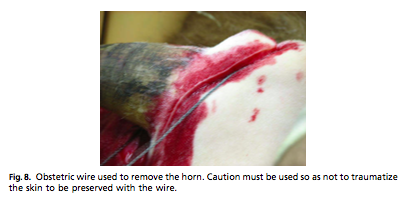 Fig. 8. Obstetric wire used to remove the horn. Caution must be used so as not to traumatize
the skin to be preserved with the wire.